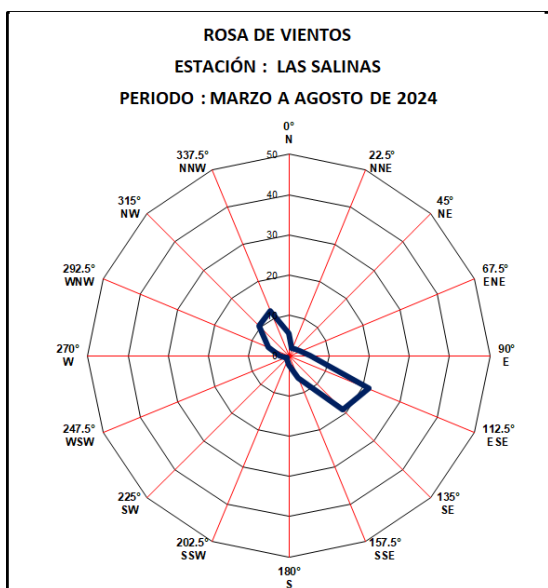 ROSA DE VIENTOS
ESTACIÓN : LAS SALINAS
PERIODO : MARZO A AGOSTO DE 2024
0°
N
337.5°
NNW
22.5°
NNE
50
315°
NW
45°
NE
40
30
292.5°
WNW
67.5°
ENE
20
10
270°
W
0
90°
E
247.5°
WSW
112.5°
ESE
225°
SW
135°
SE
202.5°
SSW
157.5°
SSE
180°
S